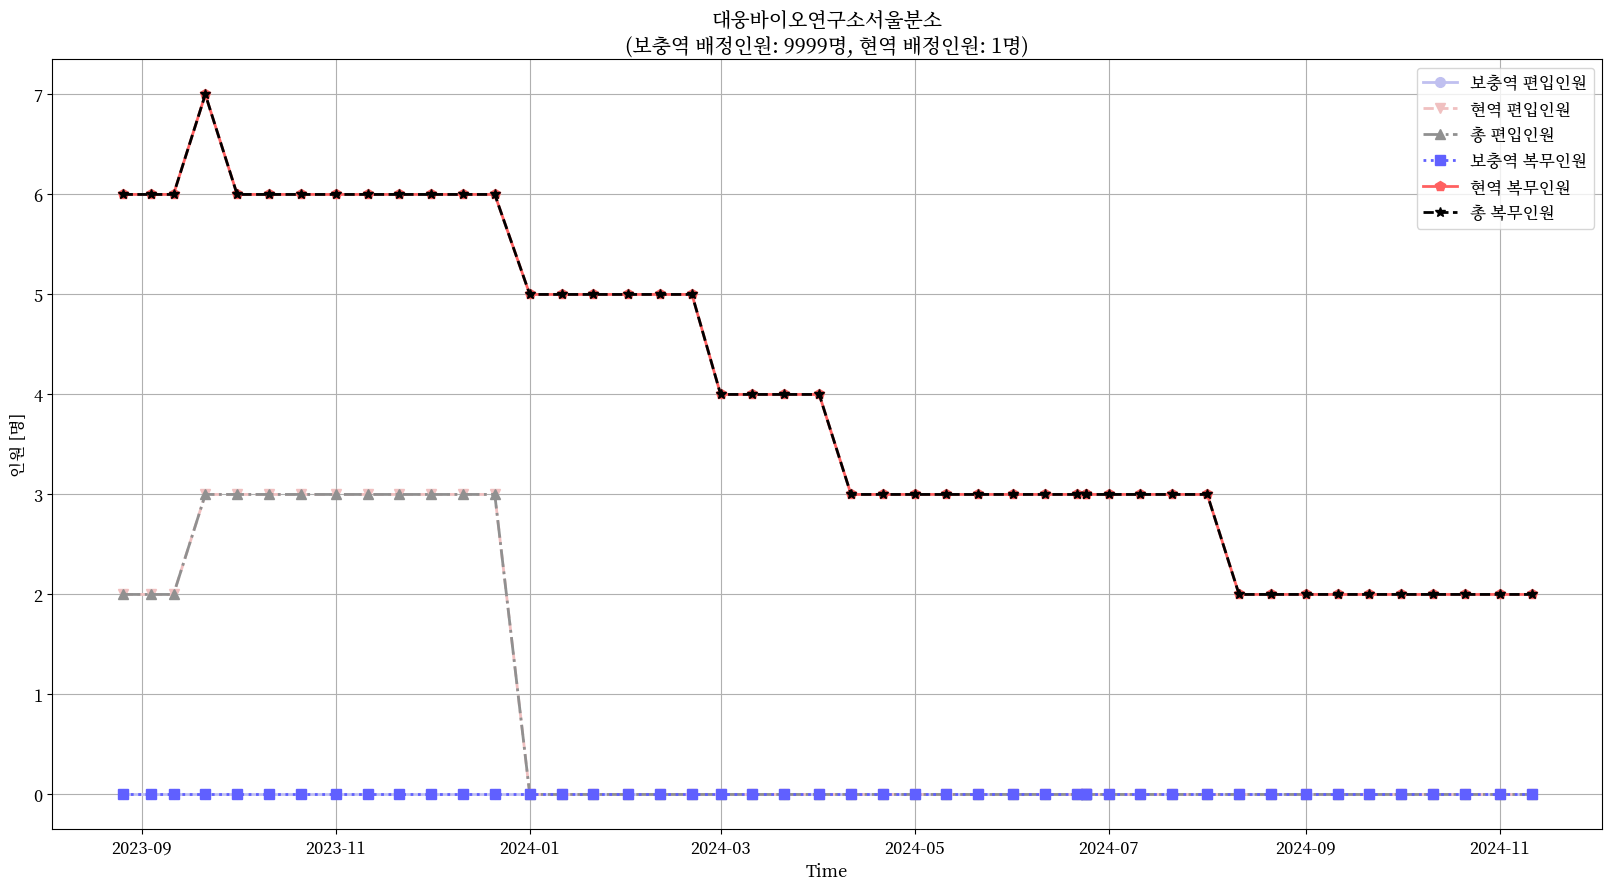 대웅바이오연구소서울분소
(보충역 배정인원: 9999명, 현역 배정인원: 1명)
보충역 편입인원
현역 편입인원
총 편입인원
보충역 복무인원
현역 복무인원
총 복무인원
인원 [명]
7
6
5
4
3
2
1
0
2023-09
2023-11
2024-01
2024-03
2024-05
2024-07
2024-09
2024-11
Time